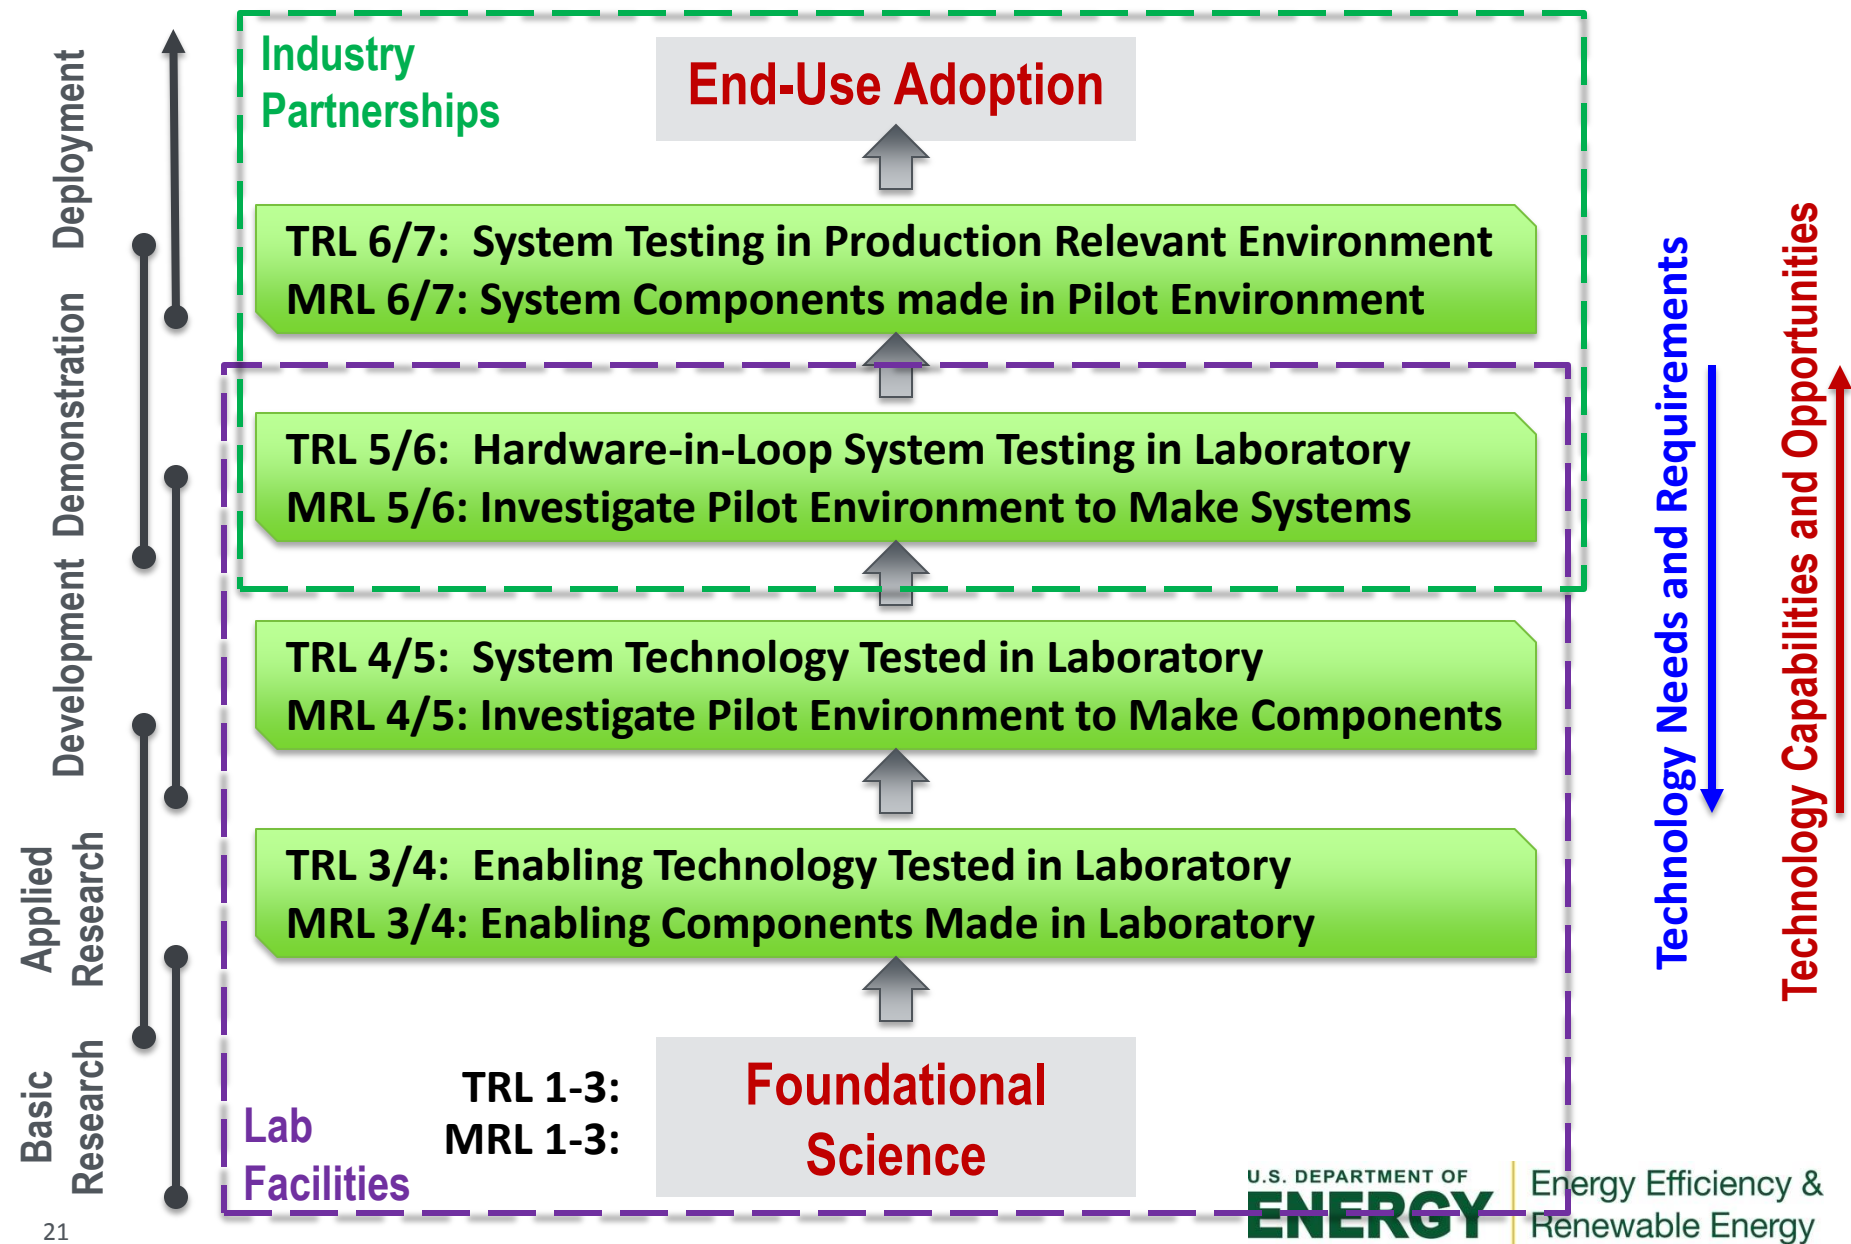 Industry
Partnerships
End-Use Adoption
TRL 6/7: System Testing in Production Relevant Environment
MRL 6/7: System Components made in Pilot Environment
TRL 5/6: Hardware-in-Loop System Testing in Laboratory
MRL 5/6: Investigate Pilot Environment to Make Systems
TRL 4/5: System Technology Tested in Laboratory
MRL 4/5: Investigate Pilot Environment to Make Components
TRL 3/4: Enabling Technology Tested in Laboratory
MRL 3/4: Enabling Components Made in Laboratory
TRL 1-3:
MRL 1-3:
Foundational
Science
Lab
Facilities
Deployment
Demonstration
Development
Applied
Research
Basic
Research
Technology Needs and Requirements
Technology Capabilities and Opportunities
U.S. DEPARTMENT OF
ENERGY
Energy Efficiency &
Renewable Energy
21